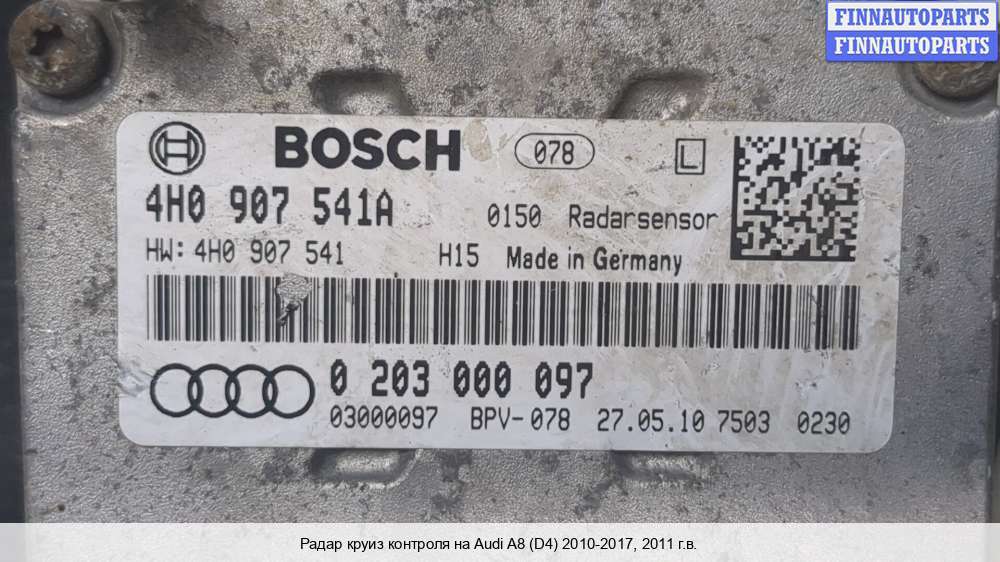 FINNAUTOPARTS
FINNAUTOPARTS
BOSCH 078 L
4H0 907 541A 0150 Radarsensor
HW: 4H0 907 541 H15 Made in Germany
0 203 000 097
03000097 BPV-078 27.05.10 7503 0230
Радар круиз контроля на Audi A8 (D4) 2010-2017, 2011 г.в.